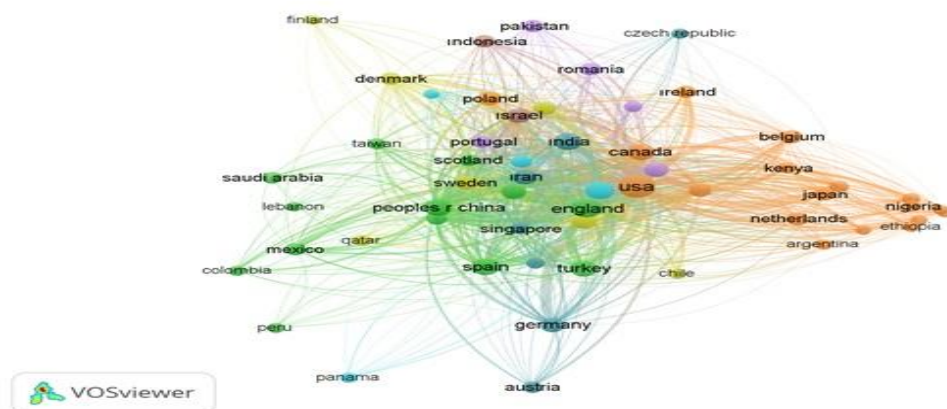 finland
pakistan
indonesia
czech republic
romania
denmark
ireland
poland
israel
belgium
taiwan
portugal
india
canada
scotland
kenya
saudi arabia
iran
sweden
usa
japan
lebanon
peoples r china
england
nigeria
netherlands
ethiopia
singapore
qatar
mexico
argentina
colombia
spain
turkey
chile
peru
germany
panama
austria
VOSviewer